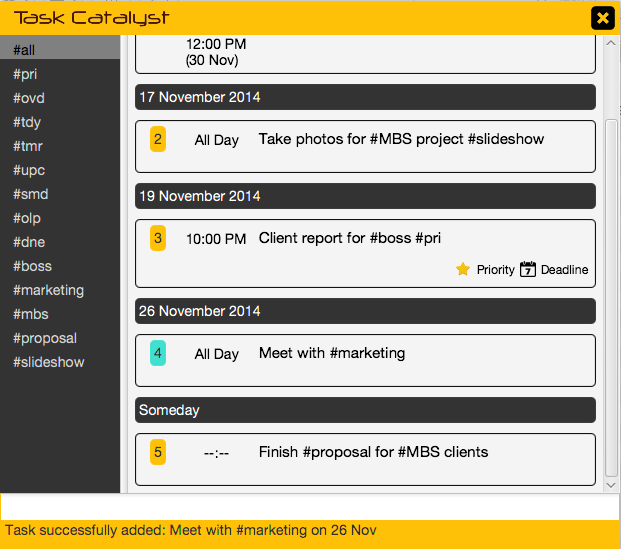 Task Catalyst
#all
#pri
#ovd
#tdy
#tmr
#upc
#smd
#olp
#dne
#boss
#marketing
#mbs
#proposal
#slideshow
12:00 PM
(30 Nov)
17 November 2014
2 All Day Take photos for #MBS project #slideshow
19 November 2014
3 10:00 PM Client report for #boss #pri
Priority 7 Deadline
26 November 2014
4 All Day Meet with #marketing
Someday
5 --:-- Finish #proposal for #MBS clients
Task successfully added: Meet with #marketing on 26 Nov